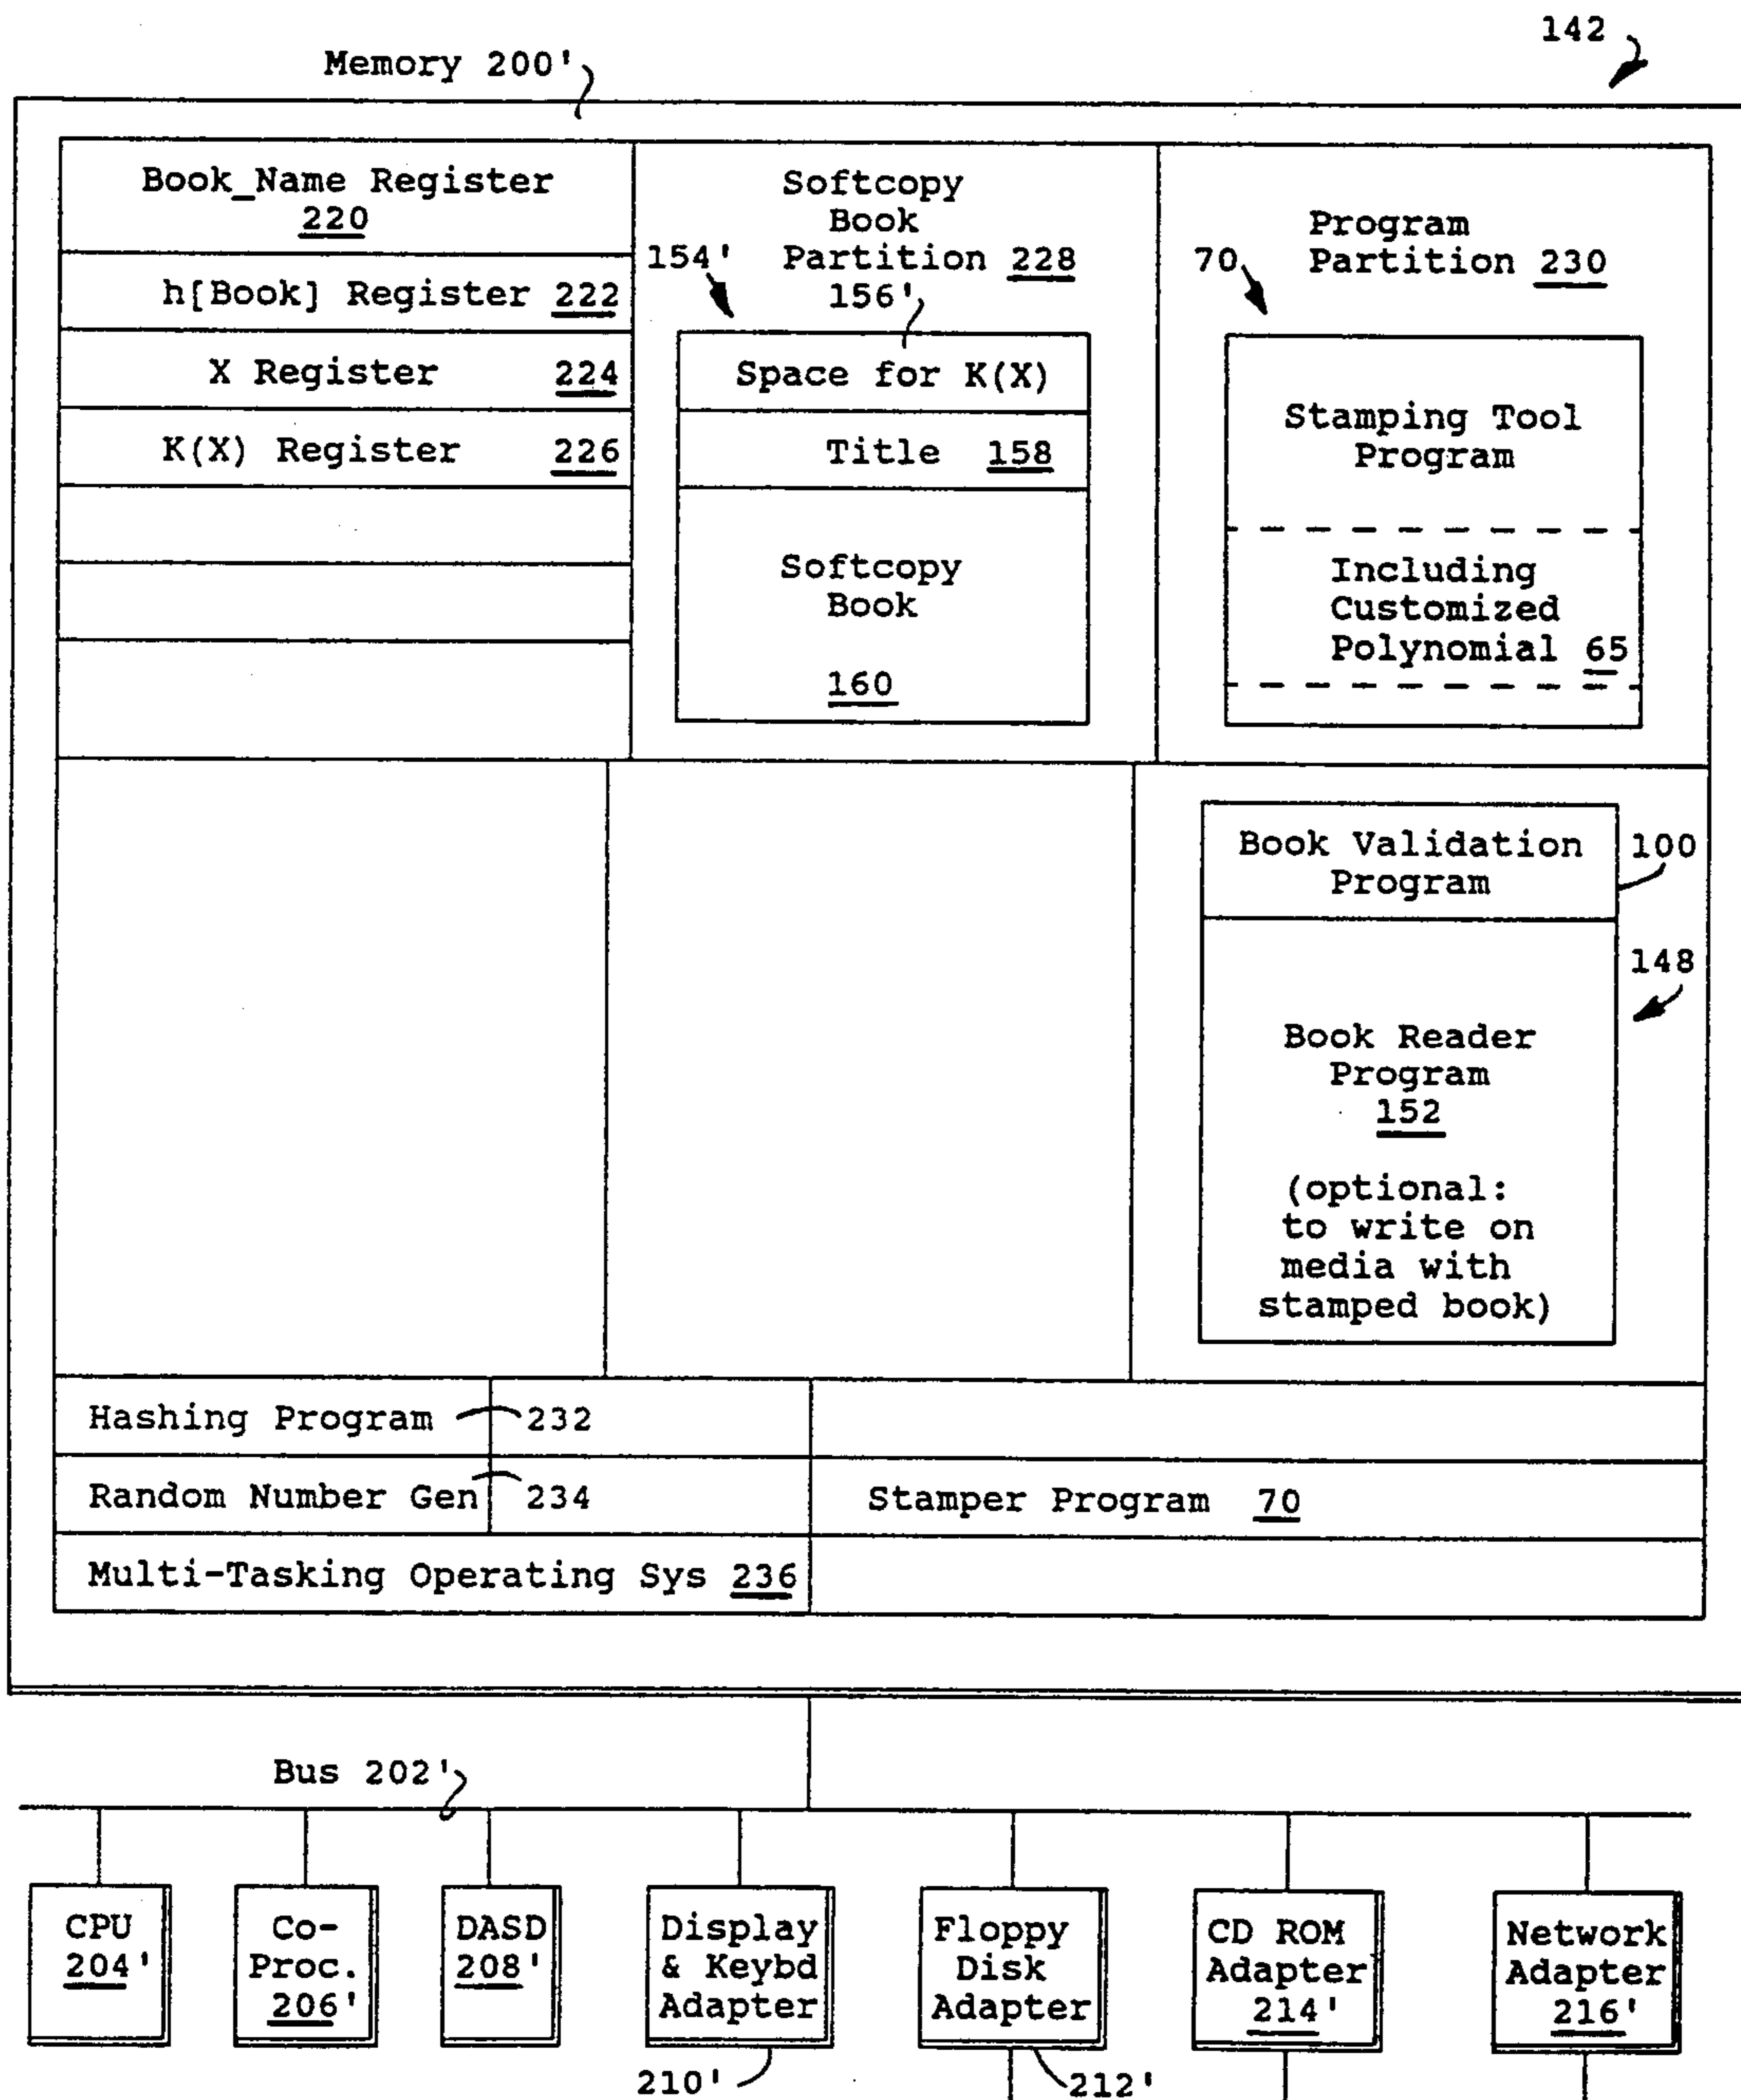 142
Memory 200'
Book_Name Register
220
h[Book] Register 222
X Register 224
K(X) Register 226
Softcopy
Book
Partition 228
154'
156'
Space for K(X)
Title 158
Softcopy
Book
160
Program
Partition 230
70
Stamping Tool
Program
Including
Customized
Polynomial 65
Book Validation
Program
100
148
Book Reader
Program
152
(optional:
to write on
media with
stamped book)
Hashing Program 232
Random Number Gen 234
Stamper Program 70
Multi-Tasking Operating Sys 236
Bus 202'
CPU
204'
Co-
Proc.
206'
DASD
208'
Display
& Keybd
Adapter
210'
Floppy
Disk
Adapter
212'
CD ROM
Adapter
214'
Network
Adapter
216'